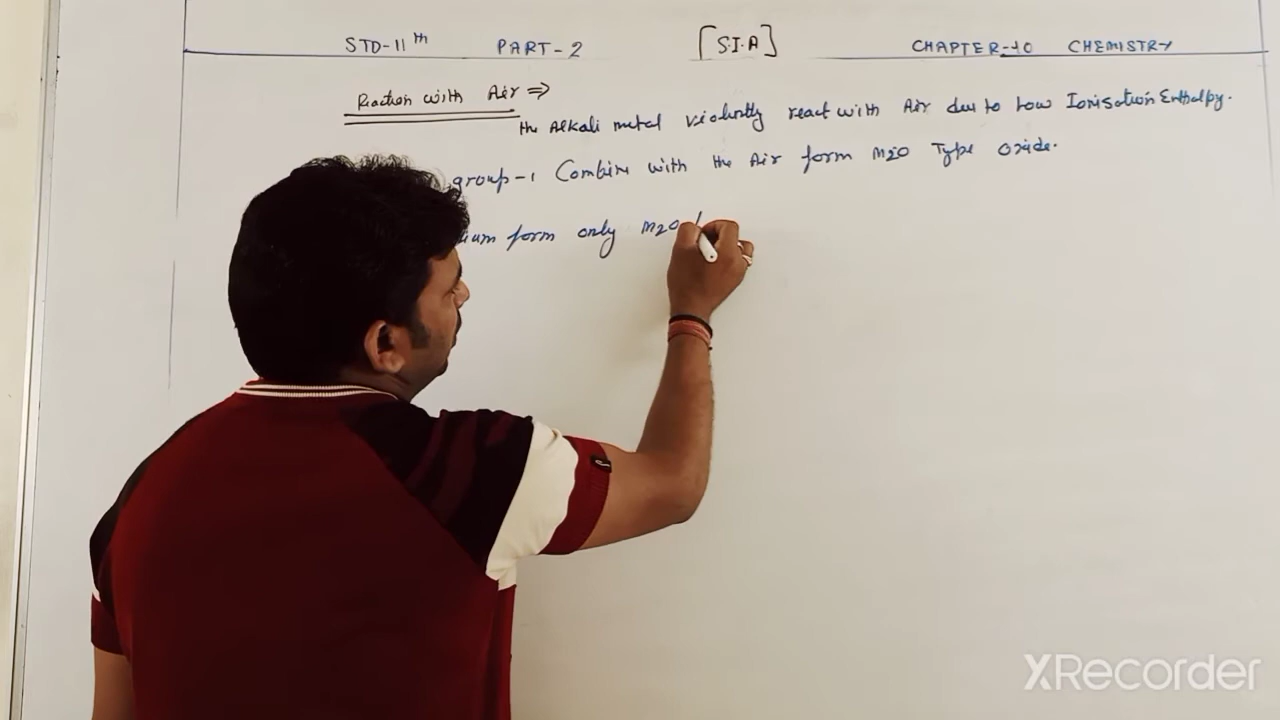 STD-11th PART-2 [S.I.A] CHAPTER-10 CHEMISTRY
Reaction with Air ⇒
the Alkali metal violently react with Air due to Low Ionisation Enthalpy.
group-1 Combine with the Air form M2O Type Oxide.
ium form only M2O
XRecorder